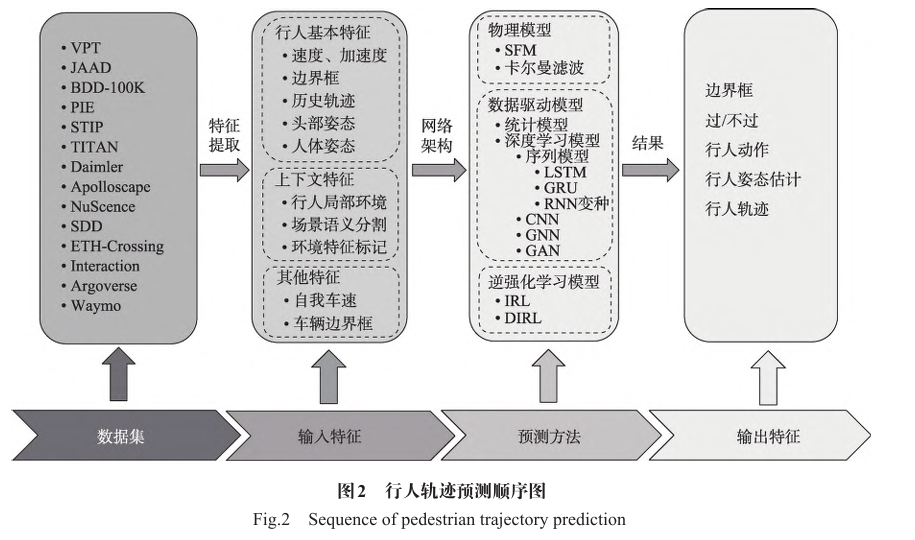 • VPT
• JAAD
• BDD-100K
• PIE
• STIP
• TITAN
• Daimler
• Apolloscape
• NuScence
• SDD
• ETH-Crossing
• Interaction
• Argoverse
• Waymo
特征
提取
行人基本特征
• 速度、加速度
• 边界框
• 历史轨迹
• 头部姿态
• 人体姿态
上下文特征
• 行人局部环境
• 场景语义分割
• 环境特征标记
其他特征
• 自我车速
• 车辆边界框
网络
架构
物理模型
• SFM
• 卡尔曼滤波
数据驱动模型
• 统计模型
• 深度学习模型
• 序列模型
• LSTM
• GRU
• RNN变种
• CNN
• GNN
• GAN
逆强化学习模型
• IRL
• DIRL
结果
边界框
过/不过
行人动作
行人姿态估计
行人轨迹
数据集
输入特征
预测方法
输出特征
图2 行人轨迹预测顺序图
Fig.2 Sequence of pedestrian trajectory prediction